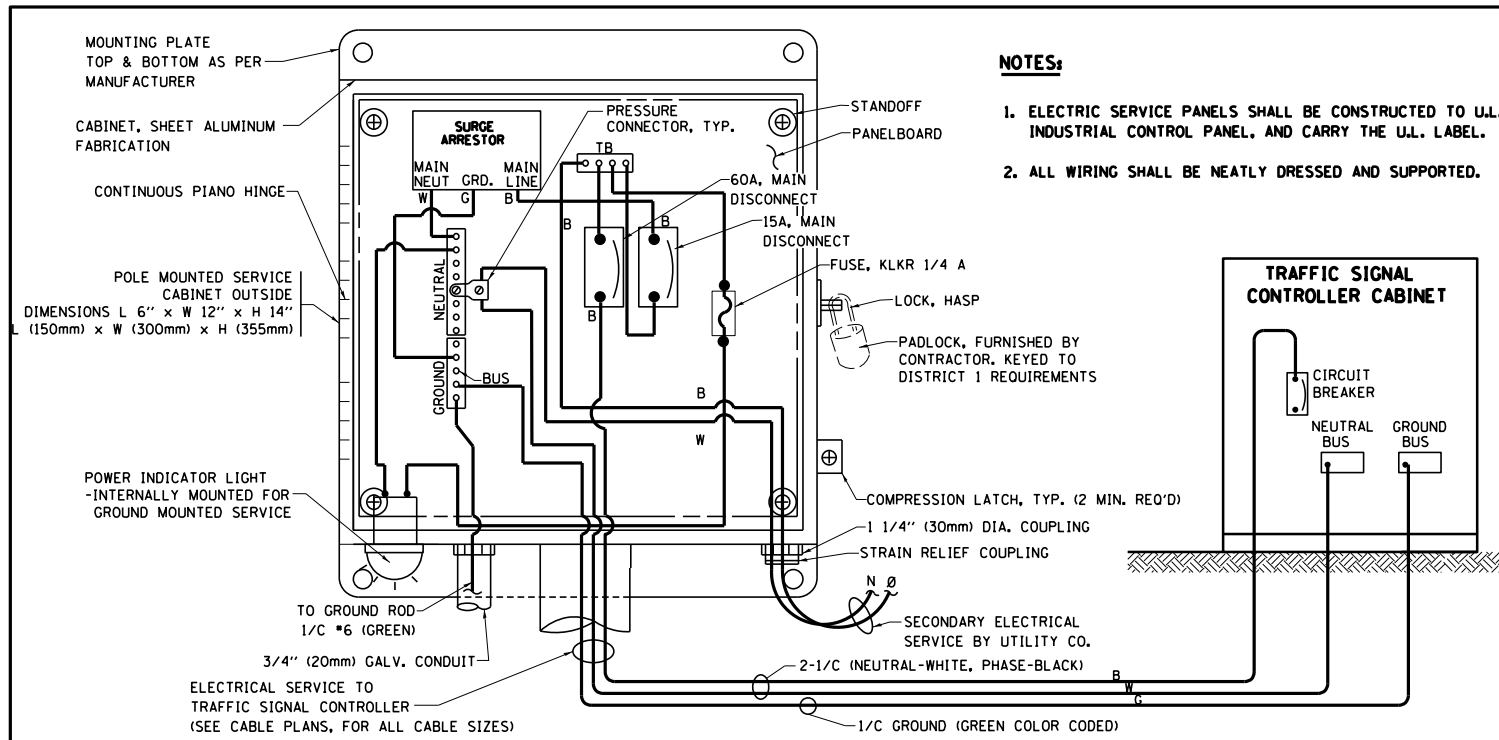 MOUNTING PLATE
TOP & BOTTOM AS PER
MANUFACTURER
CABINET, SHEET ALUMINUM
FABRICATION
CONTINUOUS PIANO HINGE
POLE MOUNTED SERVICE
CABINET OUTSIDE
DIMENSIONS L 6" x W 12" x H 14"
L (150mm) x W (300mm) x H (355mm)
POWER INDICATOR LIGHT
-INTERNALLY MOUNTED FOR
GROUND MOUNTED SERVICE
TO GROUND ROD
1/C #6 (GREEN)
3/4" (20mm) GALV. CONDUIT
ELECTRICAL SERVICE TO
TRAFFIC SIGNAL CONTROLLER
(SEE CABLE PLANS, FOR ALL CABLE SIZES)
SURGE
ARRESTOR
MAIN
NEUT
GRD.
MAIN
LINE
W
G
B
PRESSURE
CONNECTOR, TYP.
TB
60A, MAIN
DISCONNECT
15A, MAIN
DISCONNECT
B
B
B
NEUTRAL
GROUND
BUS
B
W
STANDOFF
PANELBOARD
FUSE, KLKR 1/4 A
LOCK, HASP
PADLOCK, FURNISHED BY
CONTRACTOR. KEYED TO
DISTRICT 1 REQUIREMENTS
COMPRESSION LATCH, TYP. (2 MIN. REQ'D)
1 1/4" (30mm) DIA. COUPLING
STRAIN RELIEF COUPLING
N Ø
SECONDARY ELECTRICAL
SERVICE BY UTILITY CO.
2-1/C (NEUTRAL-WHITE, PHASE-BLACK)
B
W
G
1/C GROUND (GREEN COLOR CODED)
NOTES:
1. ELECTRIC SERVICE PANELS SHALL BE CONSTRUCTED TO U.L.
INDUSTRIAL CONTROL PANEL, AND CARRY THE U.L. LABEL.
2. ALL WIRING SHALL BE NEATLY DRESSED AND SUPPORTED.
TRAFFIC SIGNAL
CONTROLLER CABINET
CIRCUIT
BREAKER
NEUTRAL
BUS
GROUND
BUS